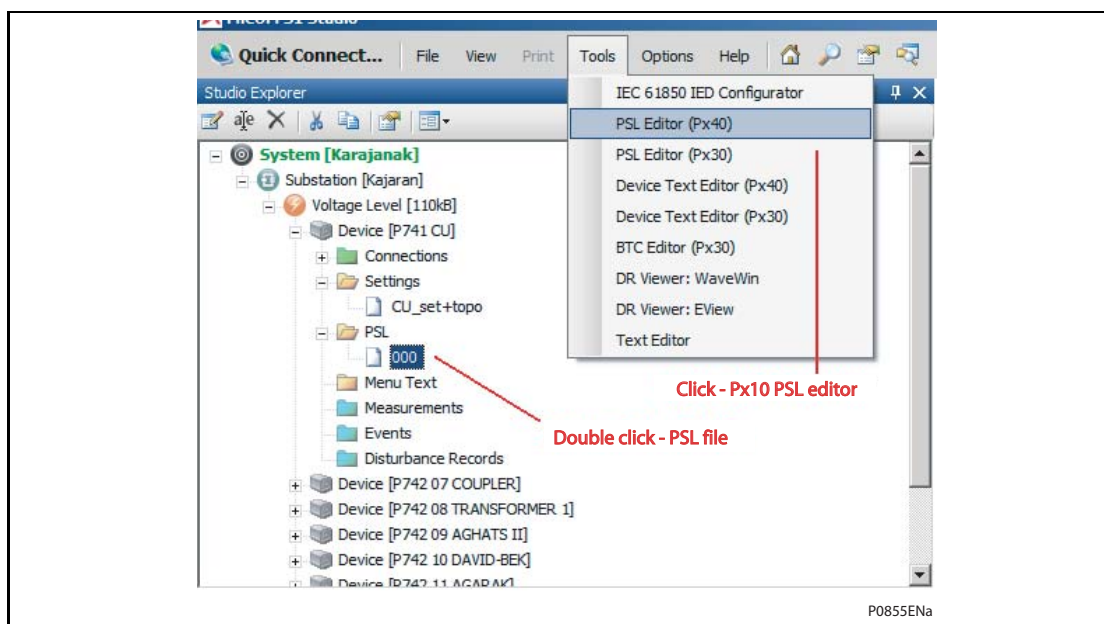 Quick Connect... File View Print Tools Options Help
Studio Explorer
IEC 61850 IED Configurator
PSL Editor (Px40)
PSL Editor (Px30)
Device Text Editor (Px40)
Device Text Editor (Px30)
BTC Editor (Px30)
DR Viewer: WaveWin
DR Viewer: EView
Text Editor
System [Karajanak]
Substation [Kajaran]
Voltage Level [110kB]
Device [P741 CU]
Connections
Settings
CU_set+topo
PSL
000
Menu Text
Measurements
Events
Disturbance Records
Device [P742 07 COUPLER]
Device [P742 08 TRANSFORMER 1]
Device [P742 09 AGHATS II]
Device [P742 10 DAVID-BEK]
Device [P742 11 AGARAK]
Click - Px10 PSL editor
Double click - PSL file
P0855ENa